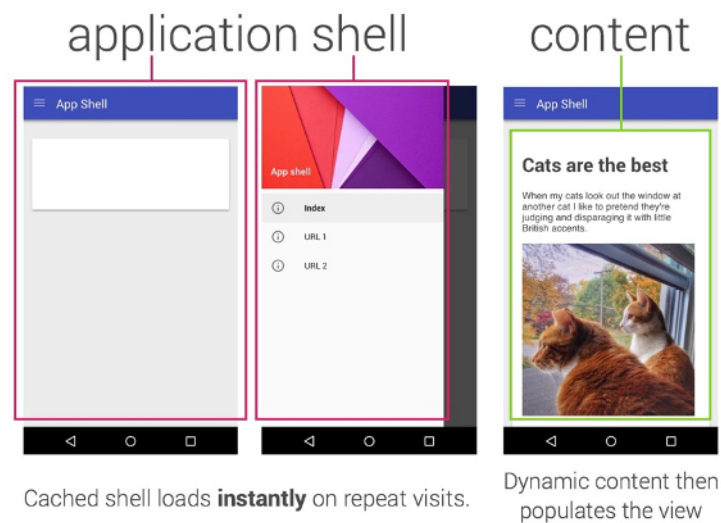 application shell
content
App Shell
App shell
Index
URL 1
URL 2
App Shell
Cats are the best
When my cats look out the window at
another cat I like to pretend they're
judging and disparaging it with little
British accents.
Cached shell loads instantly on repeat visits.
Dynamic content then
populates the view